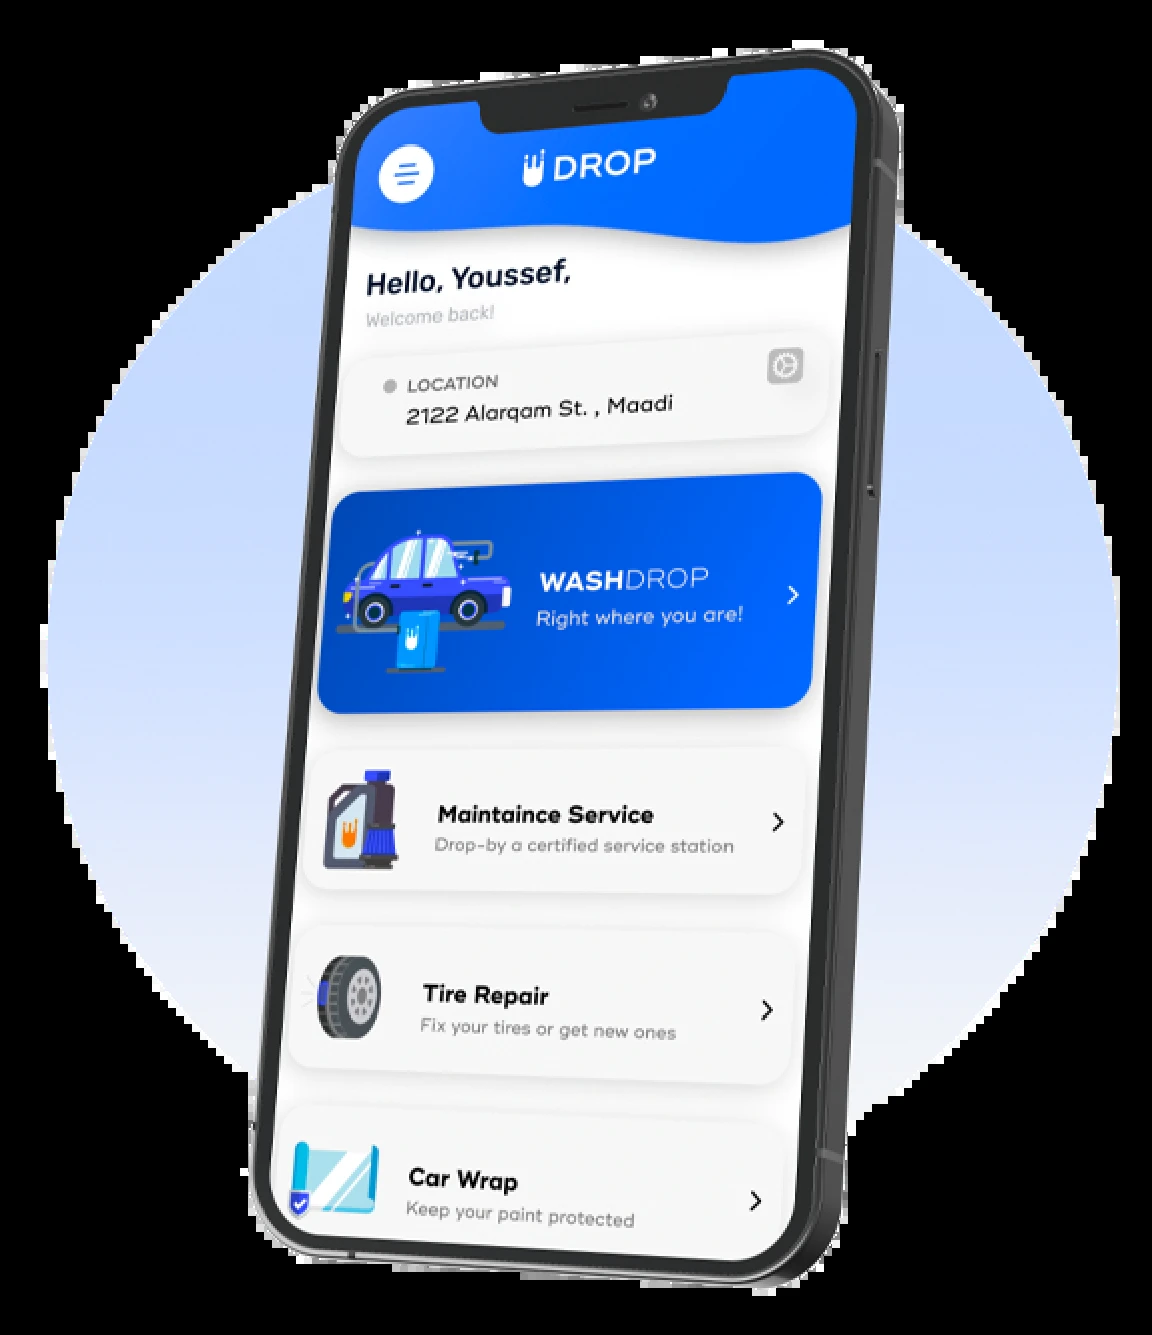 DROP
Hello, Youssef,
Welcome back!
LOCATION
2122 Alarqam St. , Maadi
WASHDROP
Right where you are!
Maintaince Service
Drop-by a certified service station
Tire Repair
Fix your tires or get new ones
Car Wrap
Keep your paint protected